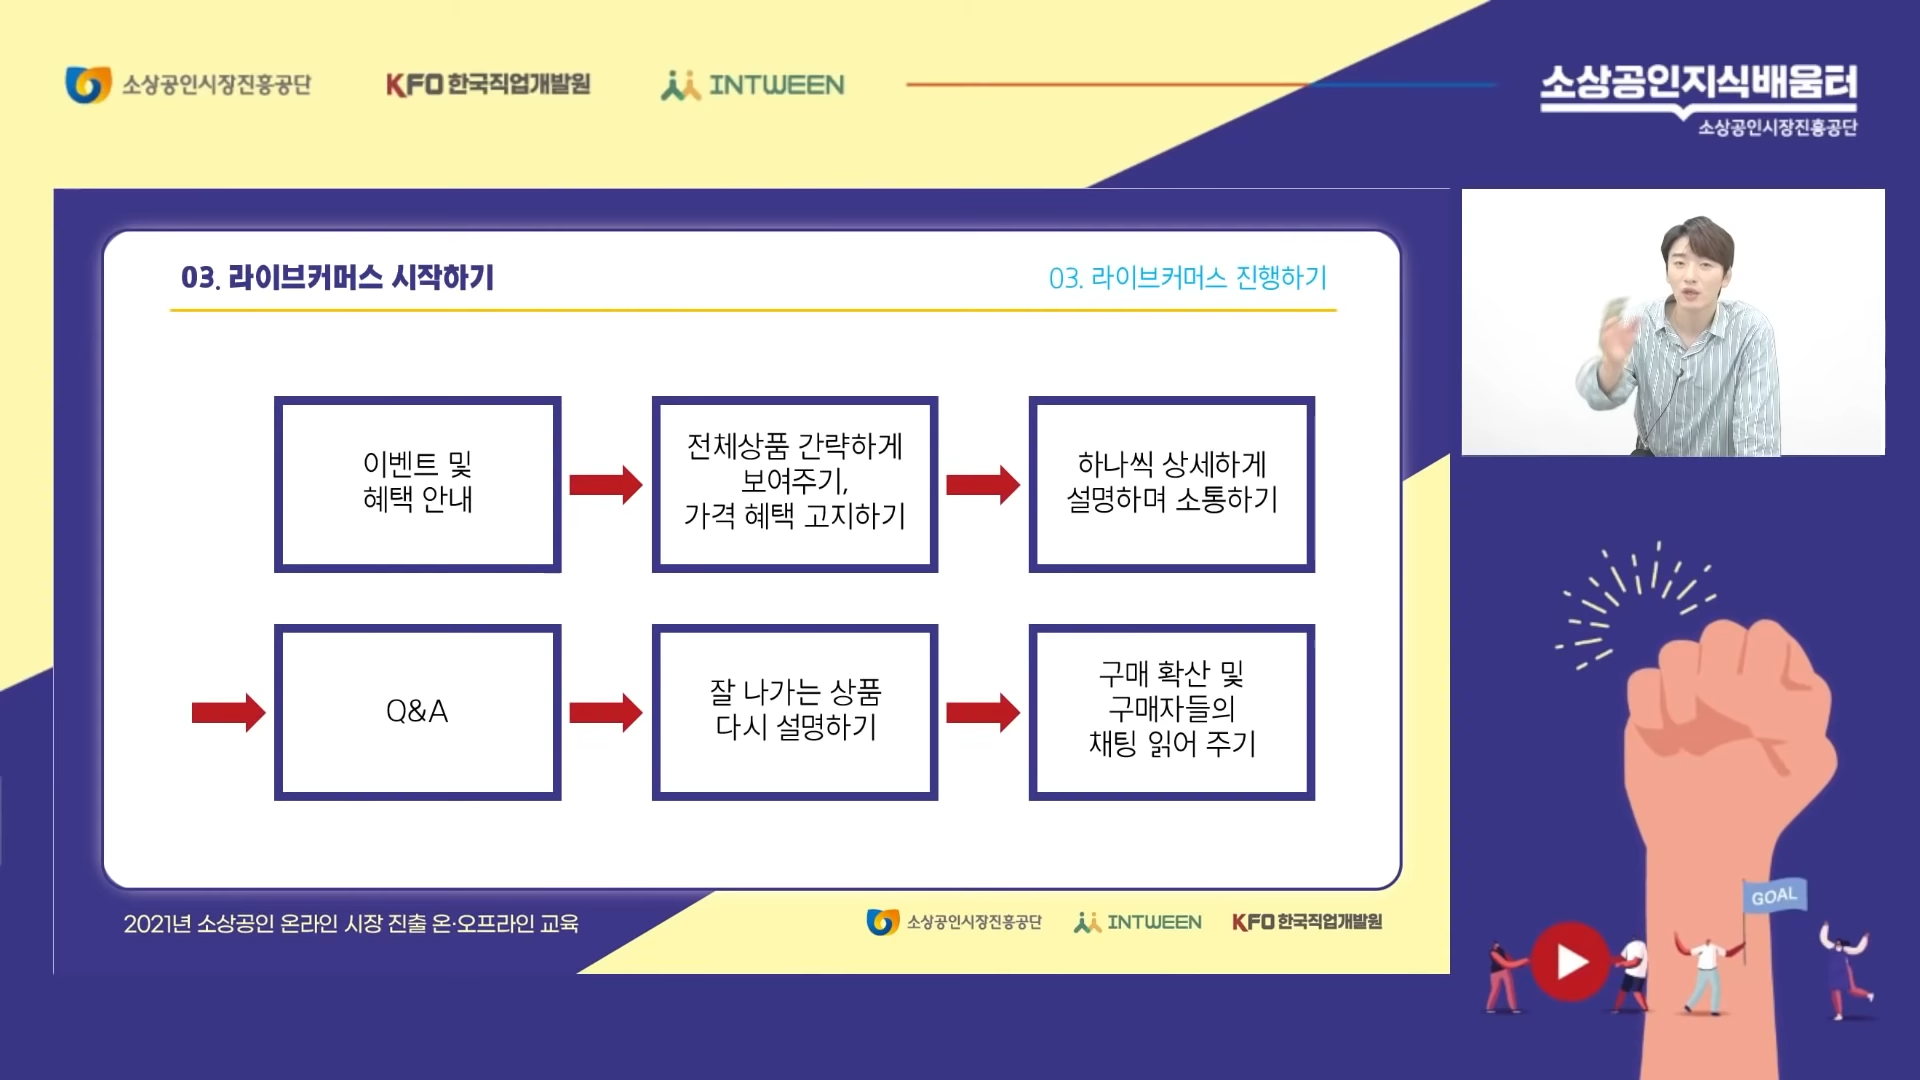 소상공인시장진흥공단
KFO 한국직업개발원
INTWEEN
소상공인지식배움터
소상공인시장진흥공단
03. 라이브커머스 시작하기
03. 라이브커머스 진행하기
이벤트 및
혜택 안내
전체상품 간략하게
보여주기,
가격 혜택 고지하기
하나씩 상세하게
설명하며 소통하기
Q&A
잘 나가는 상품
다시 설명하기
구매 확산 및
구매자들의
채팅 읽어 주기
2021년 소상공인 온라인 시장 진출 온·오프라인 교육
소상공인시장진흥공단
INTWEEN
KFO 한국직업개발원
GOAL